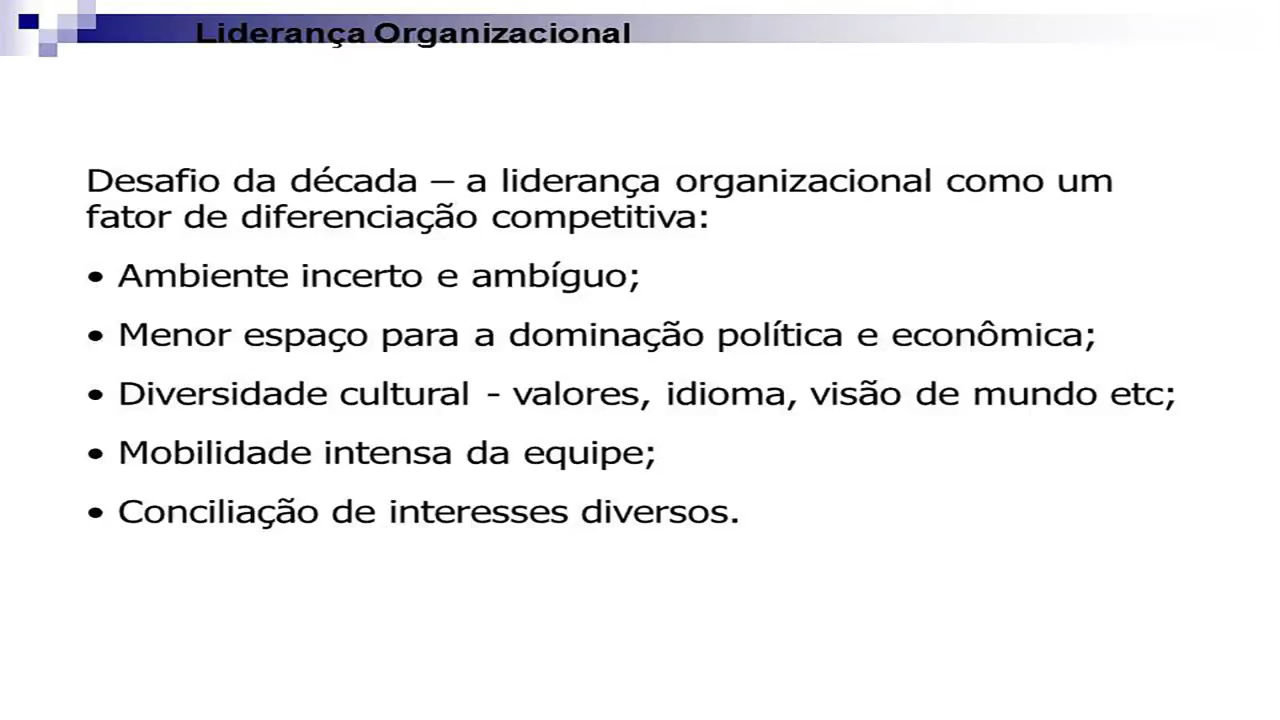 Liderança Organizacional
Desafio da década – a liderança organizacional como um
fator de diferenciação competitiva:
• Ambiente incerto e ambíguo;
• Menor espaço para a dominação política e econômica;
• Diversidade cultural - valores, idioma, visão de mundo etc;
• Mobilidade intensa da equipe;
• Conciliação de interesses diversos.